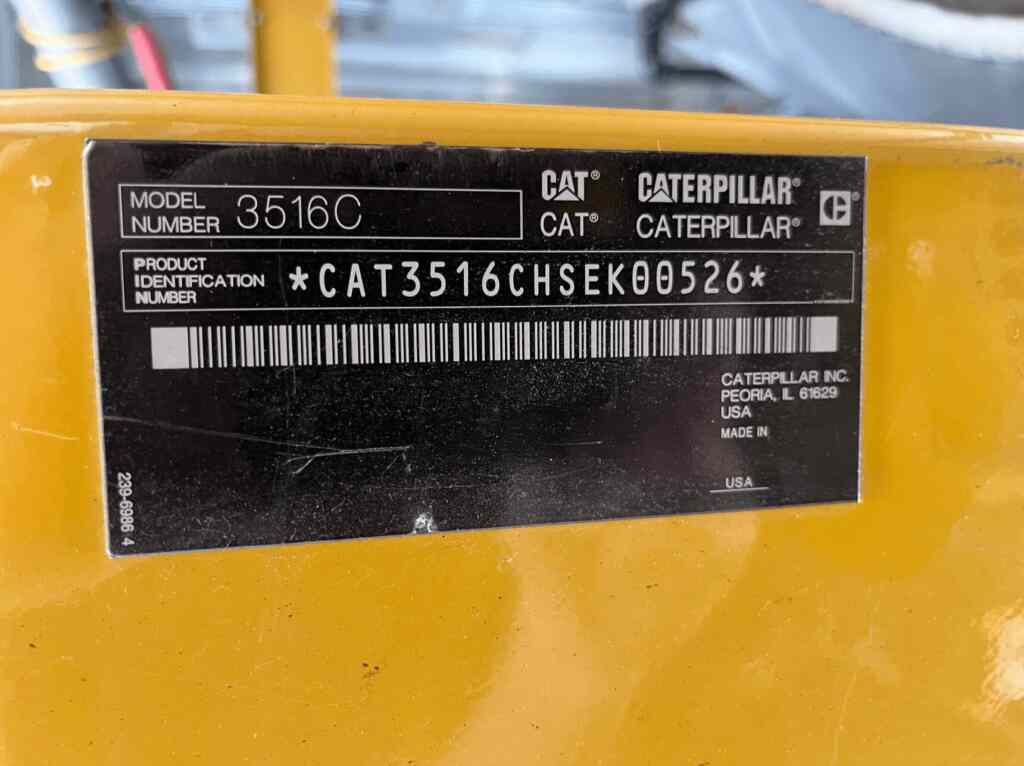 MODEL
NUMBER 3516C
CAT® CATERPILLAR®
CAT® CATERPILLAR®
PRODUCT
IDENTIFICATION
NUMBER
*CAT3516CHSEK00526*
CATERPILLAR INC.
PEORIA, IL 61629
USA
MADE IN
USA
239-6986 4